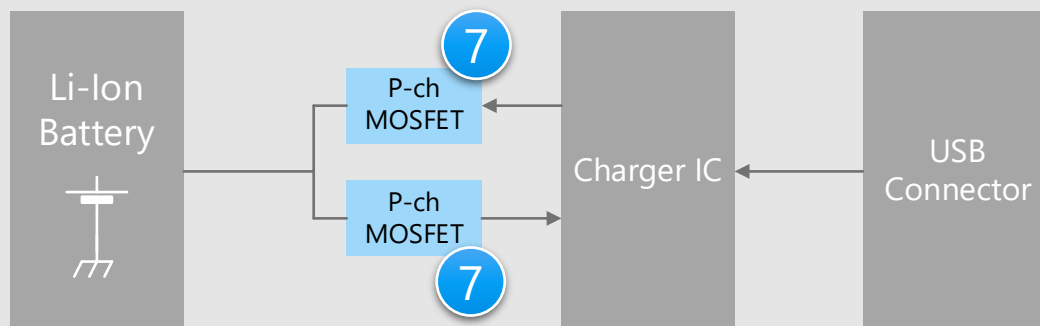 Li-Ion
Battery
7
P-ch
MOSFET
P-ch
MOSFET
7
Charger IC
USB
Connector